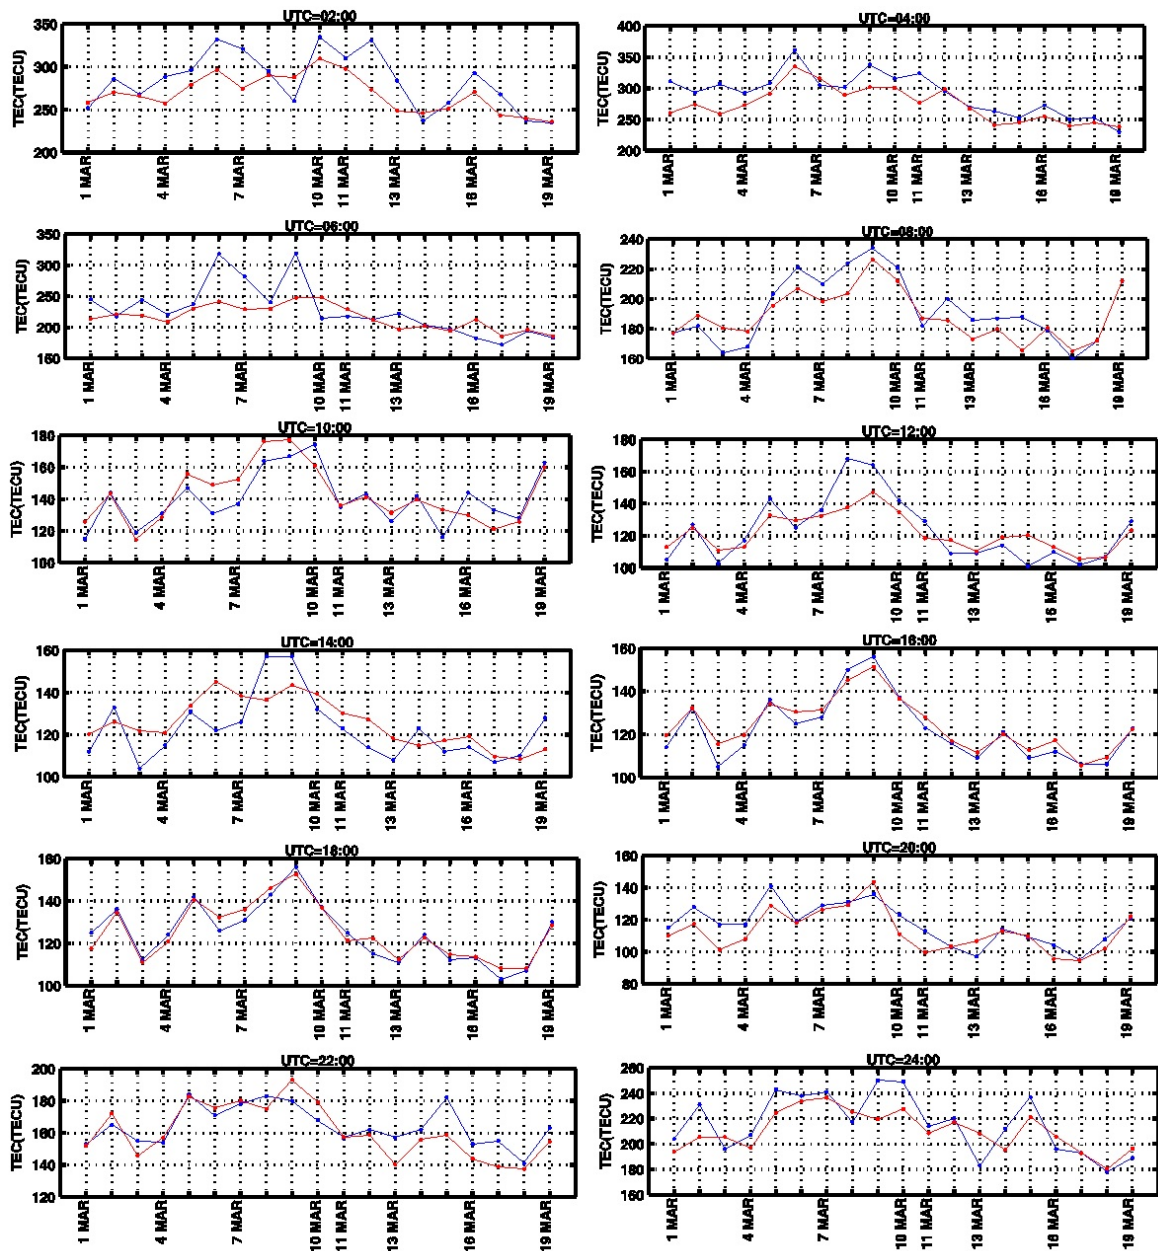 UTC=02:00
TEC(TECU)
350
300
250
200
1 MAR
4 MAR
7 MAR
10 MAR
11 MAR
13 MAR
16 MAR
19 MAR
UTC=04:00
TEC(TECU)
400
350
300
250
200
1 MAR
4 MAR
7 MAR
10 MAR
11 MAR
13 MAR
16 MAR
19 MAR
UTC=06:00
TEC(TECU)
350
300
250
200
150
1 MAR
4 MAR
7 MAR
10 MAR
11 MAR
13 MAR
16 MAR
19 MAR
UTC=08:00
TEC(TECU)
240
220
200
180
160
1 MAR
4 MAR
7 MAR
10 MAR
11 MAR
13 MAR
16 MAR
19 MAR
UTC=10:00
TEC(TECU)
180
160
140
120
100
1 MAR
4 MAR
7 MAR
10 MAR
11 MAR
13 MAR
16 MAR
19 MAR
UTC=12:00
TEC(TECU)
180
160
140
120
100
1 MAR
4 MAR
7 MAR
10 MAR
11 MAR
13 MAR
16 MAR
19 MAR
UTC=14:00
TEC(TECU)
160
140
120
100
1 MAR
4 MAR
7 MAR
10 MAR
11 MAR
13 MAR
16 MAR
19 MAR
UTC=16:00
TEC(TECU)
160
140
120
100
1 MAR
4 MAR
7 MAR
10 MAR
11 MAR
13 MAR
16 MAR
19 MAR
UTC=18:00
TEC(TECU)
160
140
120
100
1 MAR
4 MAR
7 MAR
10 MAR
11 MAR
13 MAR
16 MAR
19 MAR
UTC=20:00
TEC(TECU)
160
140
120
100
80
1 MAR
4 MAR
7 MAR
10 MAR
11 MAR
13 MAR
16 MAR
19 MAR
UTC=22:00
TEC(TECU)
200
180
160
140
120
1 MAR
4 MAR
7 MAR
10 MAR
11 MAR
13 MAR
16 MAR
19 MAR
UTC=24:00
TEC(TECU)
260
240
220
200
180
160
1 MAR
4 MAR
7 MAR
10 MAR
11 MAR
13 MAR
16 MAR
19 MAR